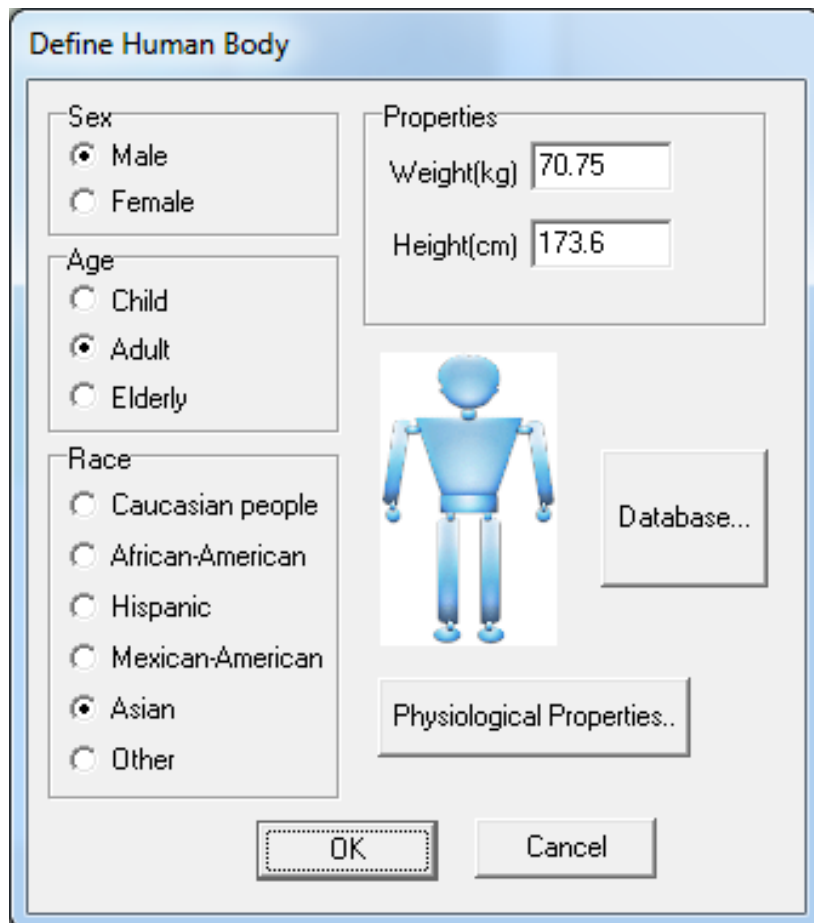 Define Human Body
Sex
Male
Female
Age
Child
Adult
Elderly
Race
Caucasian people
African-American
Hispanic
Mexican-American
Asian
Other
Properties
Weight(kg) 70.75
Height(cm) 173.6
Database...
Physiological Properties..
OK
Cancel